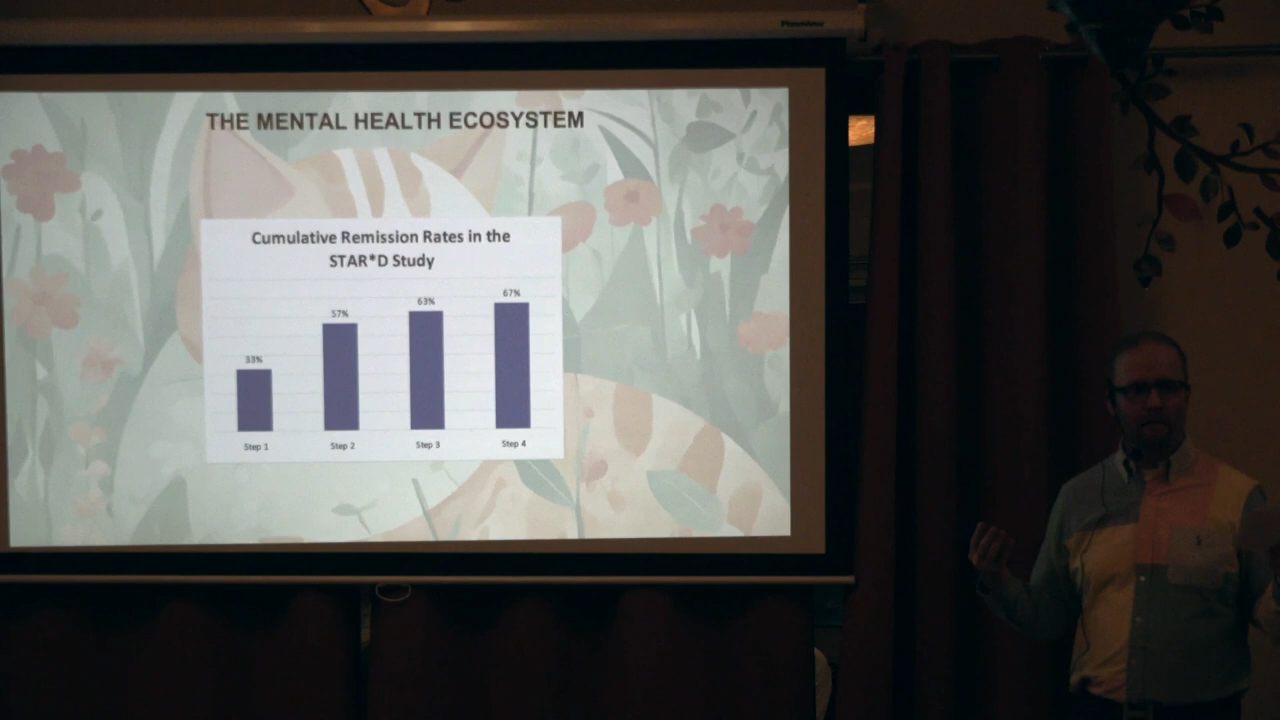 THE MENTAL HEALTH ECOSYSTEM
Cumulative Remission Rates in the
STAR*D Study
33%
57%
63%
67%
Step 1
Step 2
Step 3
Step 4